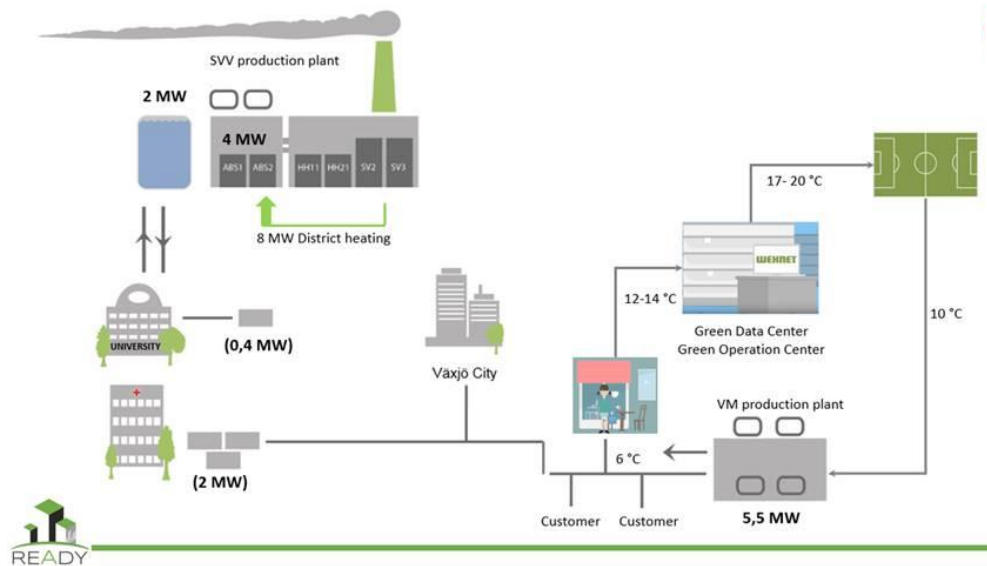 SVV production plant
2 MW
4 MW
ABS1
ABS2
HH11
HH21
SV2
SV3
8 MW District heating
UNIVERSITY
(0,4 MW)
(2 MW)
Växjö City
17- 20 °C
WEXNET
12-14 °C
Green Data Center
Green Operation Center
10 °C
VM production plant
6 °C
Customer
Customer
5,5 MW
READY